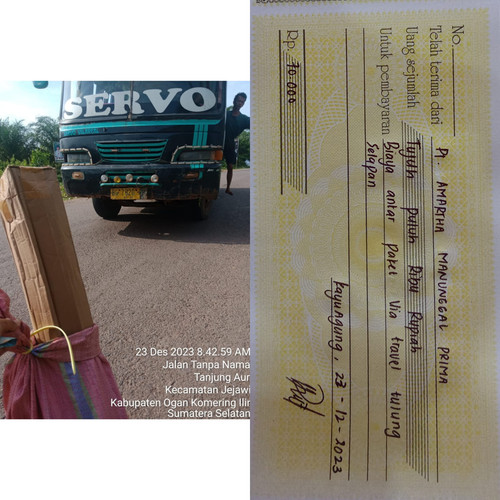 SERVO
23 Des 2023 8.42.59 AM
Jalan Tanpa Nama
Tanjung Aur
Kecamatan Jejawi
Kabupaten Ogan Komering Ilir
Sumatera Selatan
No.
Telah terima dari PT. AMARTHA MANUNGGAL PRIMA
Uang sejumlah Tujuh puluh Ribu Rupiah
Untuk pembayaran Biaya antar paket via travel tulung
Selapan
Kayuagung, 23 - 12 - 2023
Rp. 70.000